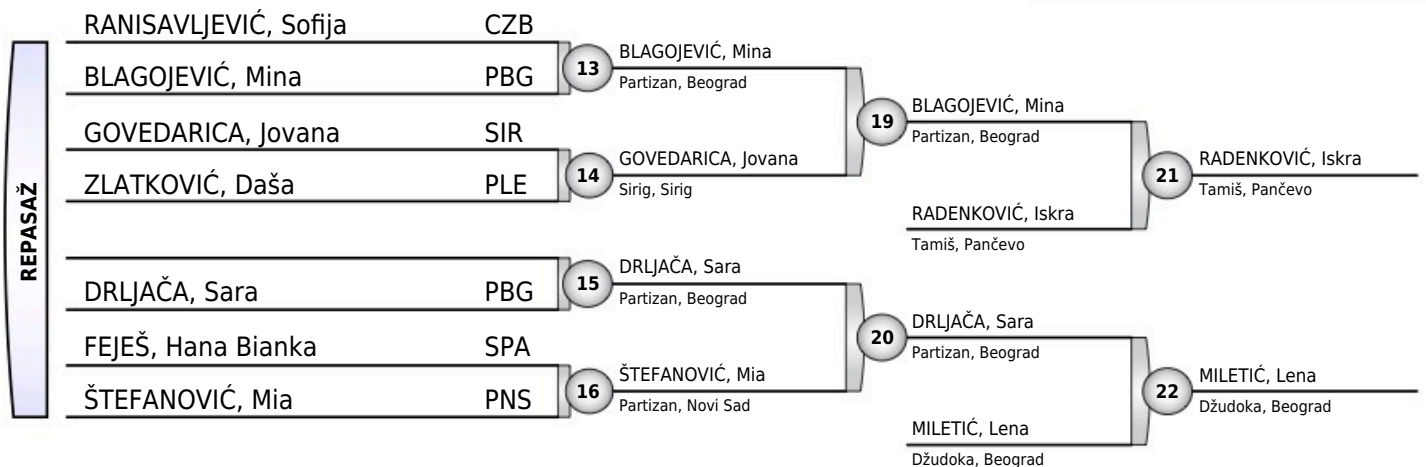 REPASAŽ
RANISAVLJEVIĆ, Sofija CZB
BLAGOJEVIĆ, Mina PBG
GOVEDARICA, Jovana SIR
ZLATKOVIĆ, Daša PLE
DRLJAČA, Sara PBG
FEJEŠ, Hana Bianka SPA
ŠTEFANOVIĆ, Mia PNS
13
BLAGOJEVIĆ, Mina
Partizan, Beograd
14
GOVEDARICA, Jovana
Sirig, Sirig
15
DRLJAČA, Sara
Partizan, Beograd
16
ŠTEFANOVIĆ, Mia
Partizan, Novi Sad
19
BLAGOJEVIĆ, Mina
Partizan, Beograd
RADENKOVIĆ, Iskra
Tamiš, Pančevo
20
DRLJAČA, Sara
Partizan, Beograd
MILETIĆ, Lena
Džudoka, Beograd
21
RADENKOVIĆ, Iskra
Tamiš, Pančevo
22
MILETIĆ, Lena
Džudoka, Beograd